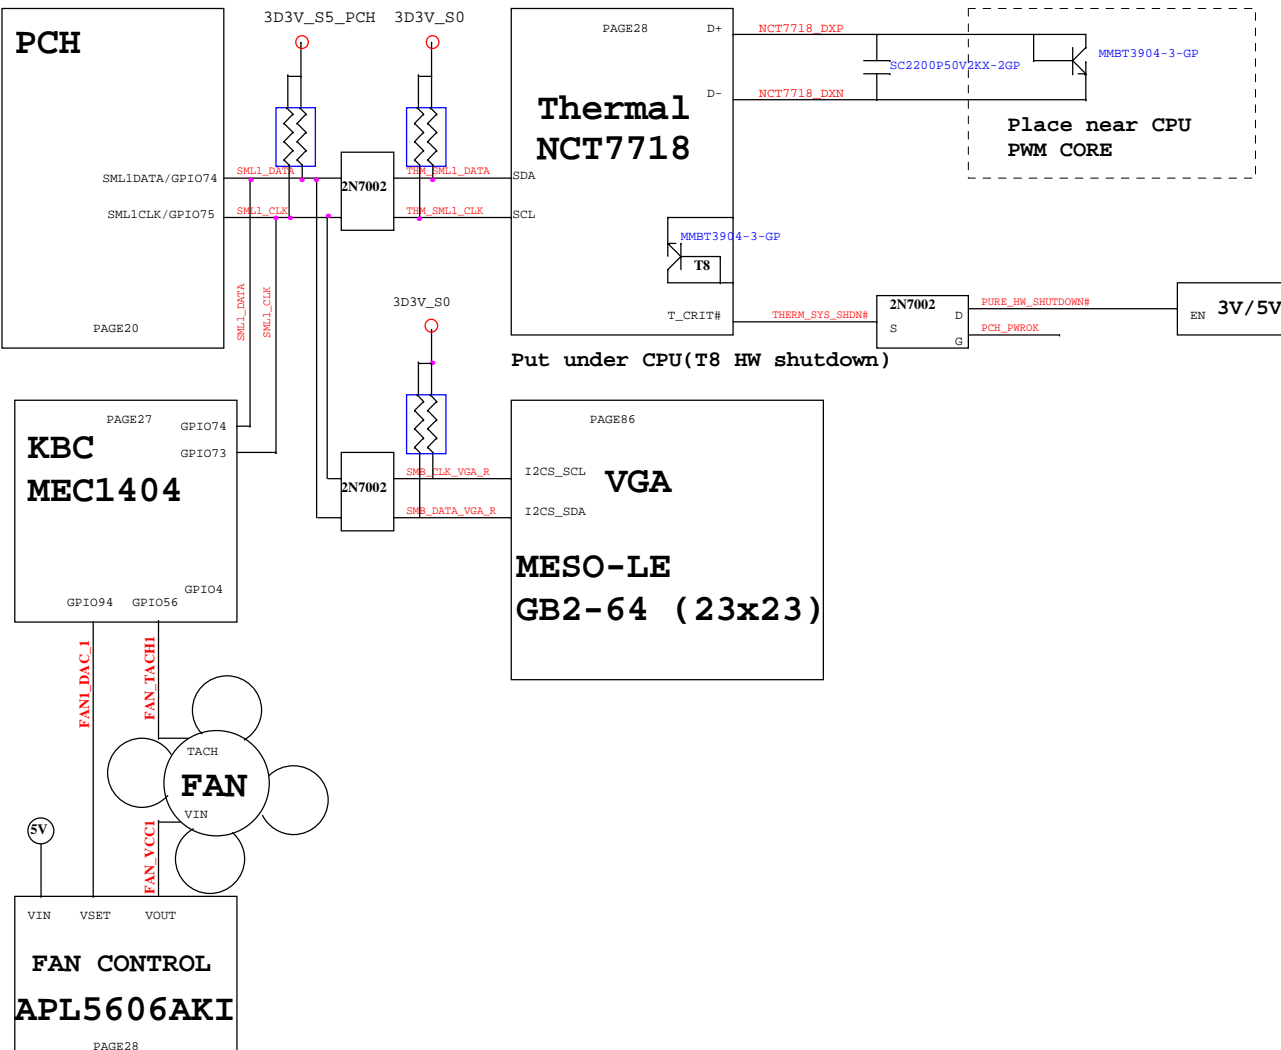 3D3V_S5_PCH
3D3V_S0
PCH
SML1DATA/GPIO74
SML1CLK/GPIO75
PAGE20
SML1_DATA
SML1_CLK
SML1_DATA
SML1_CLK
2N7002
THM_SML1_DATA
THM_SML1_CLK
PAGE28
D+
D-
Thermal
NCT7718
SDA
SCL
MMBT3904-3-GP
T8
T_CRIT#
NCT7718_DXP
NCT7718_DXN
SC2200P50V2KX-2GP
MMBT3904-3-GP
Place near CPU
PWM CORE
THERM_SYS_SHDN#
2N7002
S
D
G
PURE_HW_SHUTDOWN#
PCH_PWROK
EN
3V/5V
Put under CPU(T8 HW shutdown)
3D3V_S0
PAGE27
GPIO74
GPIO73
KBC
MEC1404
GPIO4
GPIO94
GPIO56
2N7002
SMB_CLK_VGA_R
SMB_DATA_VGA_R
PAGE86
I2CS_SCL
I2CS_SDA
VGA
MESO-LE
GB2-64 (23x23)
FAN1_DAC_1
FAN_TACH1
TACH
FAN
VIN
5V
FAN_VCC1
VIN
VSET
VOUT
FAN CONTROL
APL5606AKI
PAGE28